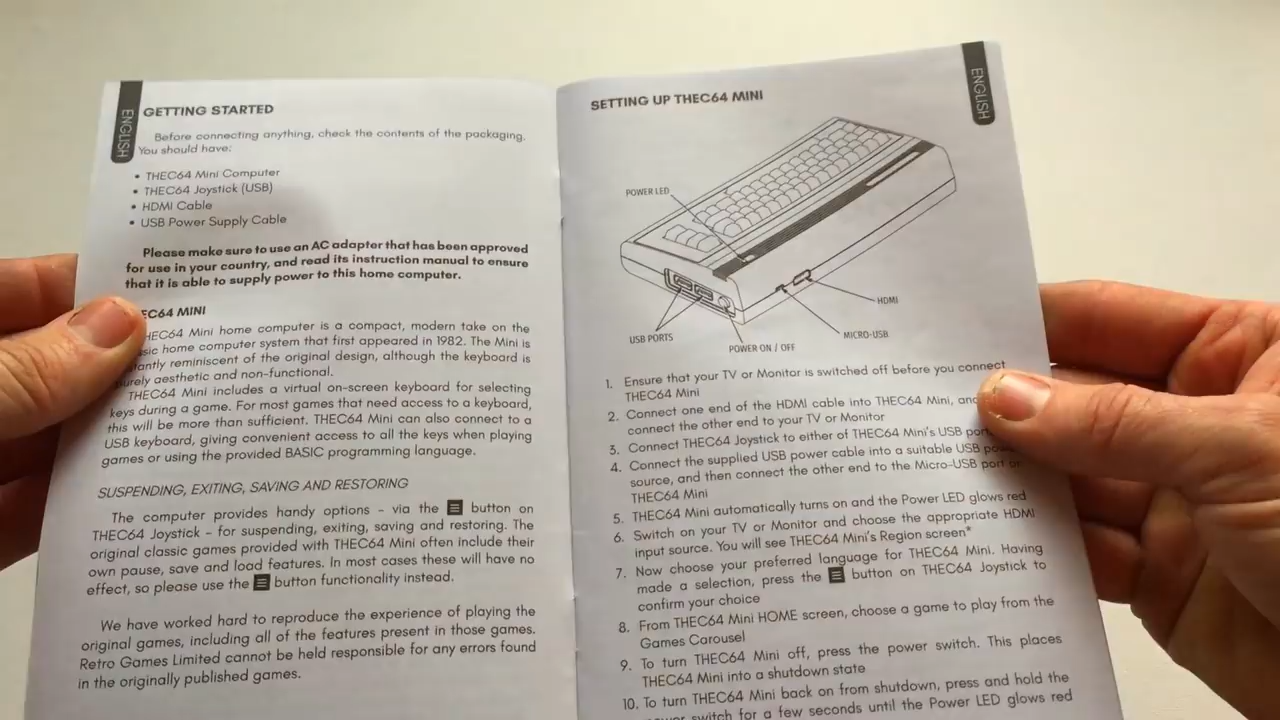 ENGLISH
GETTING STARTED
Before connecting anything, check the contents of the packaging.
You should have:
• THEC64 Mini Computer
• THEC64 Joystick (USB)
• HDMI Cable
• USB Power Supply Cable
Please make sure to use an AC adapter that has been approved
for use in your country, and read its instruction manual to ensure
that it is able to supply power to this home computer.
EC64 MINI
HEC64 Mini home computer is a compact, modern take on the
sic home computer system that first appeared in 1982. The Mini is
tantly reminiscent of the original design, although the keyboard is
urely aesthetic and non-functional.
THEC64 Mini includes a virtual on-screen keyboard for selecting
keys during a game. For most games that need access to a keyboard,
this will be more than sufficient. THEC64 Mini can also connect to a
USB keyboard, giving convenient access to all the keys when playing
games or using the provided BASIC programming language.
SUSPENDING, EXITING, SAVING AND RESTORING
The computer provides handy options - via the button on
THEC64 Joystick - for suspending, exiting, saving and restoring. The
original classic games provided with THEC64 Mini often include their
own pause, save and load features. In most cases these will have no
effect, so please use the button functionality instead.
We have worked hard to reproduce the experience of playing the
original games, including all of the features present in those games.
Retro Games Limited cannot be held responsible for any errors found
in the originally published games.
ENGLISH
SETTING UP THEC64 MINI
POWER LED
USB PORTS
POWER ON / OFF
MICRO-USB
HDMI
1. Ensure that your TV or Monitor is switched off before you connect
THEC64 Mini
2. Connect one end of the HDMI cable into THEC64 Mini, and
connect the other end to your TV or Monitor
3. Connect THEC64 Joystick to either of THEC64 Mini's USB port
4. Connect the supplied USB power cable into a suitable USB
source, and then connect the other end to the Micro-USB port
THEC64 Mini
5. THEC64 Mini automatically turns on and the Power LED glows red
6. Switch on your TV or Monitor and choose the appropriate HDMI
input source. You will see THEC64 Mini's Region screen*
7. Now choose your preferred language for THEC64 Mini. Having
made a selection, press the button on THEC64 Joystick to
confirm your choice
8. From THEC64 Mini HOME screen, choose a game to play from the
Games Carousel
9. To turn THEC64 Mini off, press the power switch. This places
THEC64 Mini into a shutdown state
10. To turn THEC64 Mini back on from shutdown, press and hold the
power switch for a few seconds until the Power LED glows red